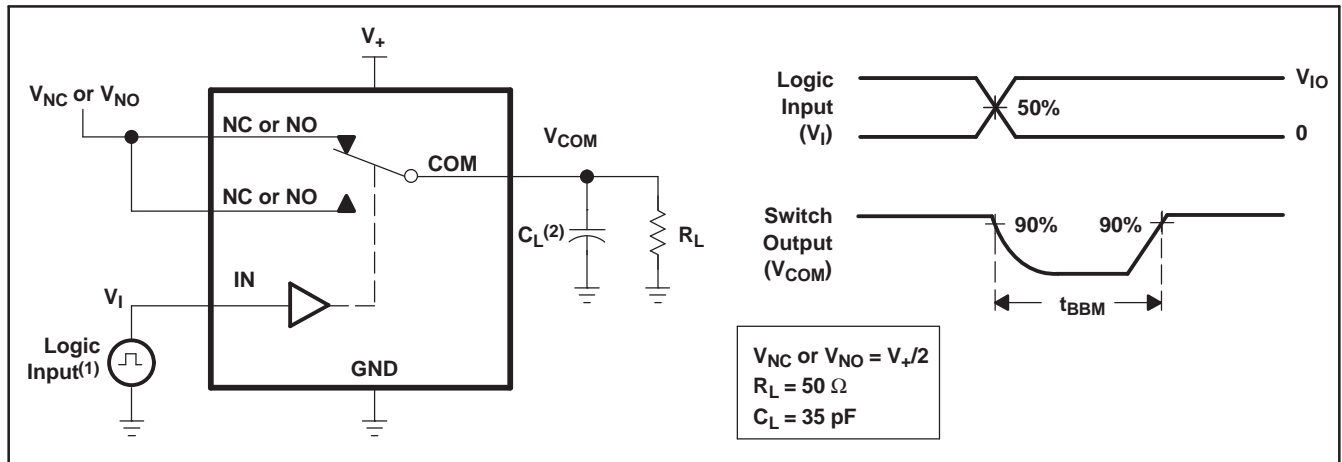 V+
VNC or VNO
NC or NO
VCOM
COM
NC or NO
CL(2)
RL
IN
VI
Logic
Input(1)
GND
Logic
Input
(VI)
50%
VIO
0
Switch
Output
(VCOM)
90%
90%
tBBM
VNC or VNO = V+/2
RL = 50 Ω
CL = 35 pF